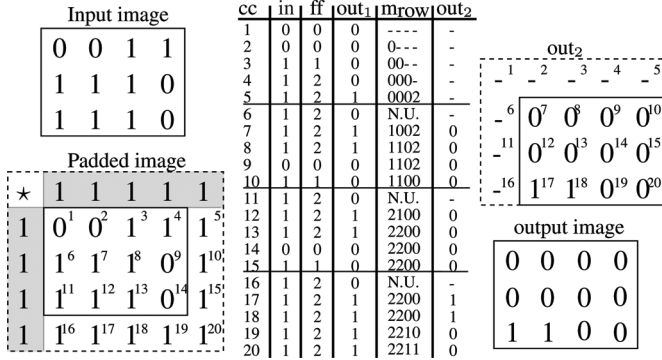 Input image
0 0 1 1
1 1 1 0
1 1 1 0
Padded image
⋆ 1 1 1 1 1
1 0¹ 0² 1³ 1⁴ 1⁵
1 1⁶ 1⁷ 1⁸ 0⁹ 1¹⁰
1 1¹¹ 1¹² 1¹³ 0¹⁴ 1¹⁵
1 1¹⁶ 1¹⁷ 1¹⁸ 1¹⁹ 1²⁰
cc in ff out₁ mrow out₂
1 0 0 0 ---- -
2 0 0 0 0--- -
3 1 1 0 00-- -
4 1 2 0 000- -
5 1 2 1 0002 -
6 1 2 0 N.U. -
7 1 2 1 1002 0
8 1 2 1 1102 0
9 0 0 0 1102 0
10 1 1 0 1100 0
11 1 2 0 N.U. -
12 1 2 1 2100 0
13 1 2 1 2200 0
14 0 0 0 2200 0
15 1 1 0 2200 0
16 1 2 0 N.U. -
17 1 2 1 2200 1
18 1 2 1 2200 1
19 1 2 1 2210 0
20 1 2 1 2211 0
out₂
-¹ -² -³ -⁴ -⁵
-⁶ 0⁷ 0⁸ 0⁹ 0¹⁰
-¹¹ 0¹² 0¹³ 0¹⁴ 0¹⁵
-¹⁶ 1¹⁷ 1¹⁸ 0¹⁹ 0²⁰
output image
0 0 0 0
0 0 0 0
1 1 0 0